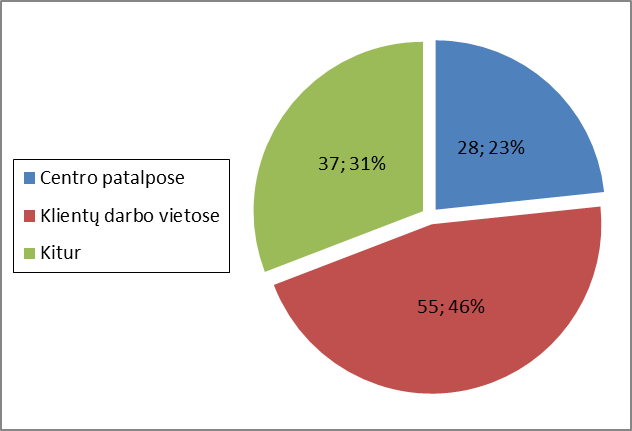 Centro patalpose
Klientų darbo vietose
Kitur
28; 23%
37; 31%
55; 46%